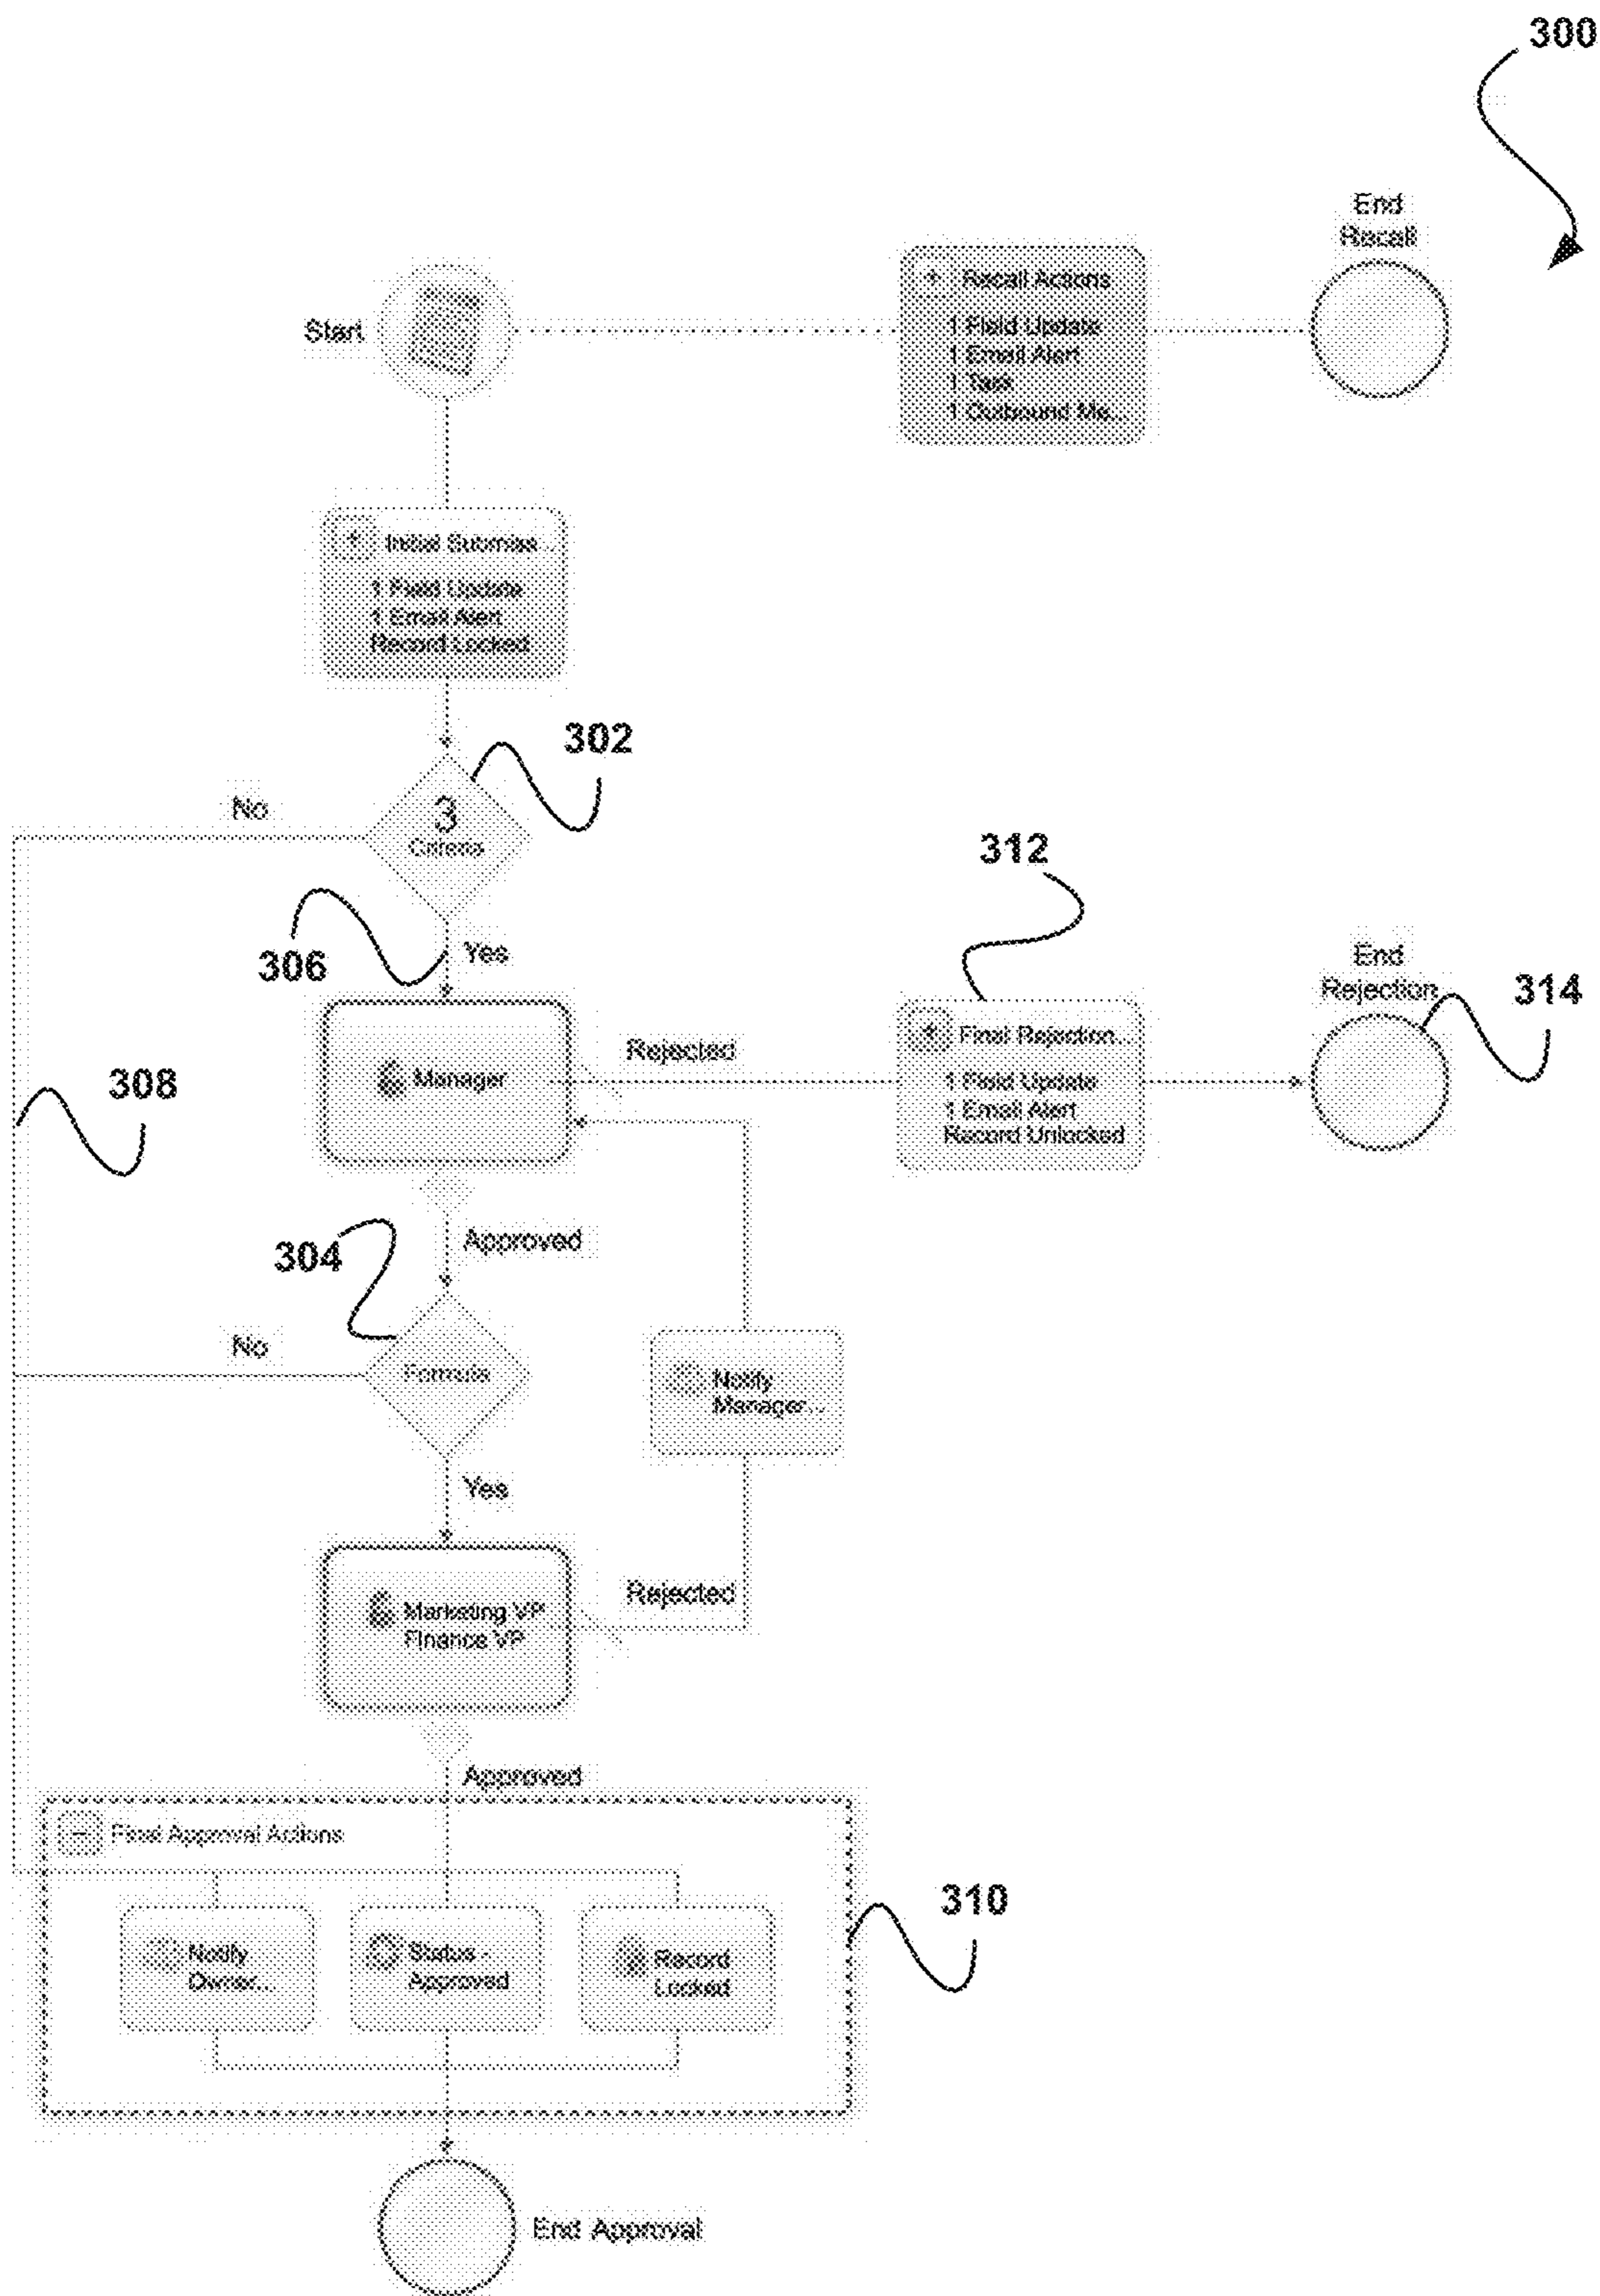 300
End
Recall
Start
Recall Actions
1 Field Update
1 Email Alert
1 Task
1 Outbound Me...
Initial Submiss...
1 Field Update
1 Email Alert
Record Locked
302
No
3
Criteria
312
306
Yes
End
Rejection
314
Final Rejection...
Rejected
Manager
1 Field Update
1 Email Alert
Record Unlocked
308
304
Approved
No
Formula
Notify
Manager...
Yes
Marketing VP
Finance VP
Rejected
Approved
Final Approval Actions
310
Notify
Owner...
Status -
Approved
Record
Locked
End Approval